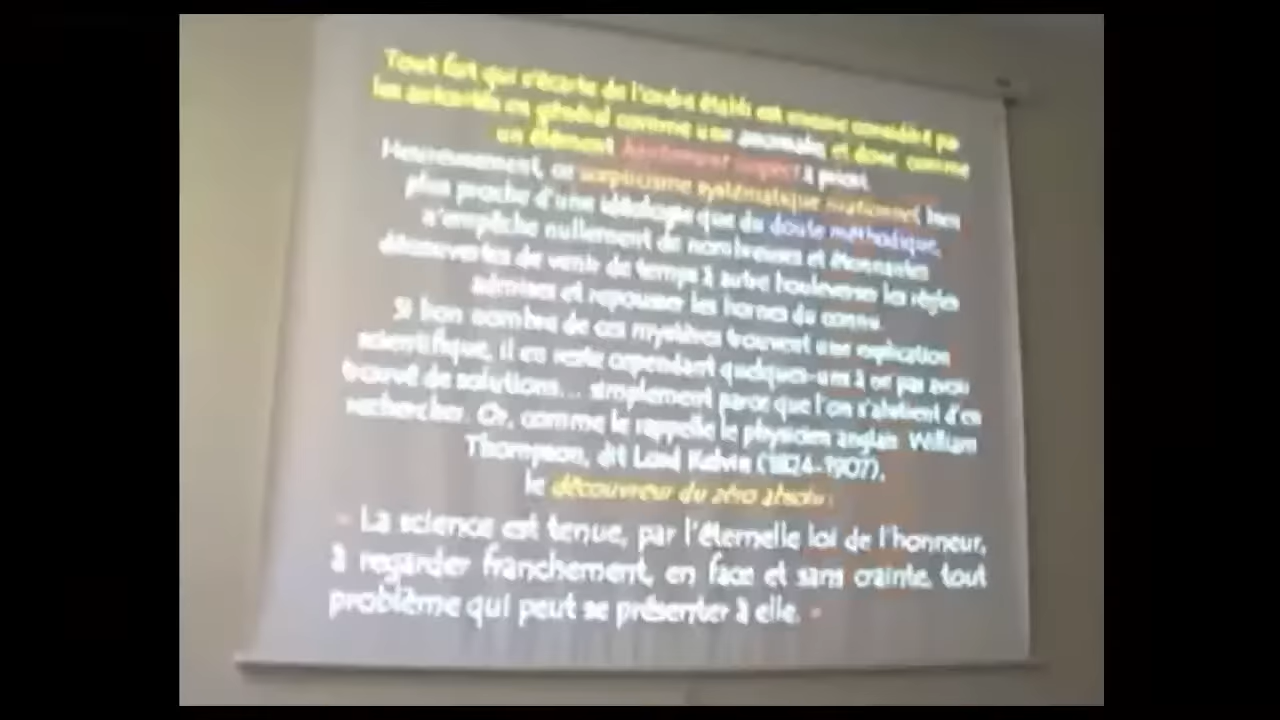 Tout fait qui s'écarte de l'ordre établi est considéré
les autorités en général comme une anomalie, et donc comme
un élément suspect à priori.
Heureusement, ce scepticisme systématique bien
plus proche d'une idéologie que du doute méthodique,
n'empêche nullement de nombreuses et étonnantes
découvertes de venir de temps à autre bouleverser les règles
admises et repousser les bornes du connu.
Si bon nombre de ces mystères trouvent une explication
scientifique, il en reste cependant quelques-uns à ne pas avoir
trouvé de solutions... simplement parce que l'on s'abstient d'en
rechercher. Or, comme le rappelle le physicien anglais William
Thompson, dit Lord Kelvin (1824-1907),
le découvreur du zéro absolu :
" La science est tenue, par l'éternelle loi de l'honneur,
à regarder franchement, en face et sans crainte, tout
problème qui peut se présenter à elle. "